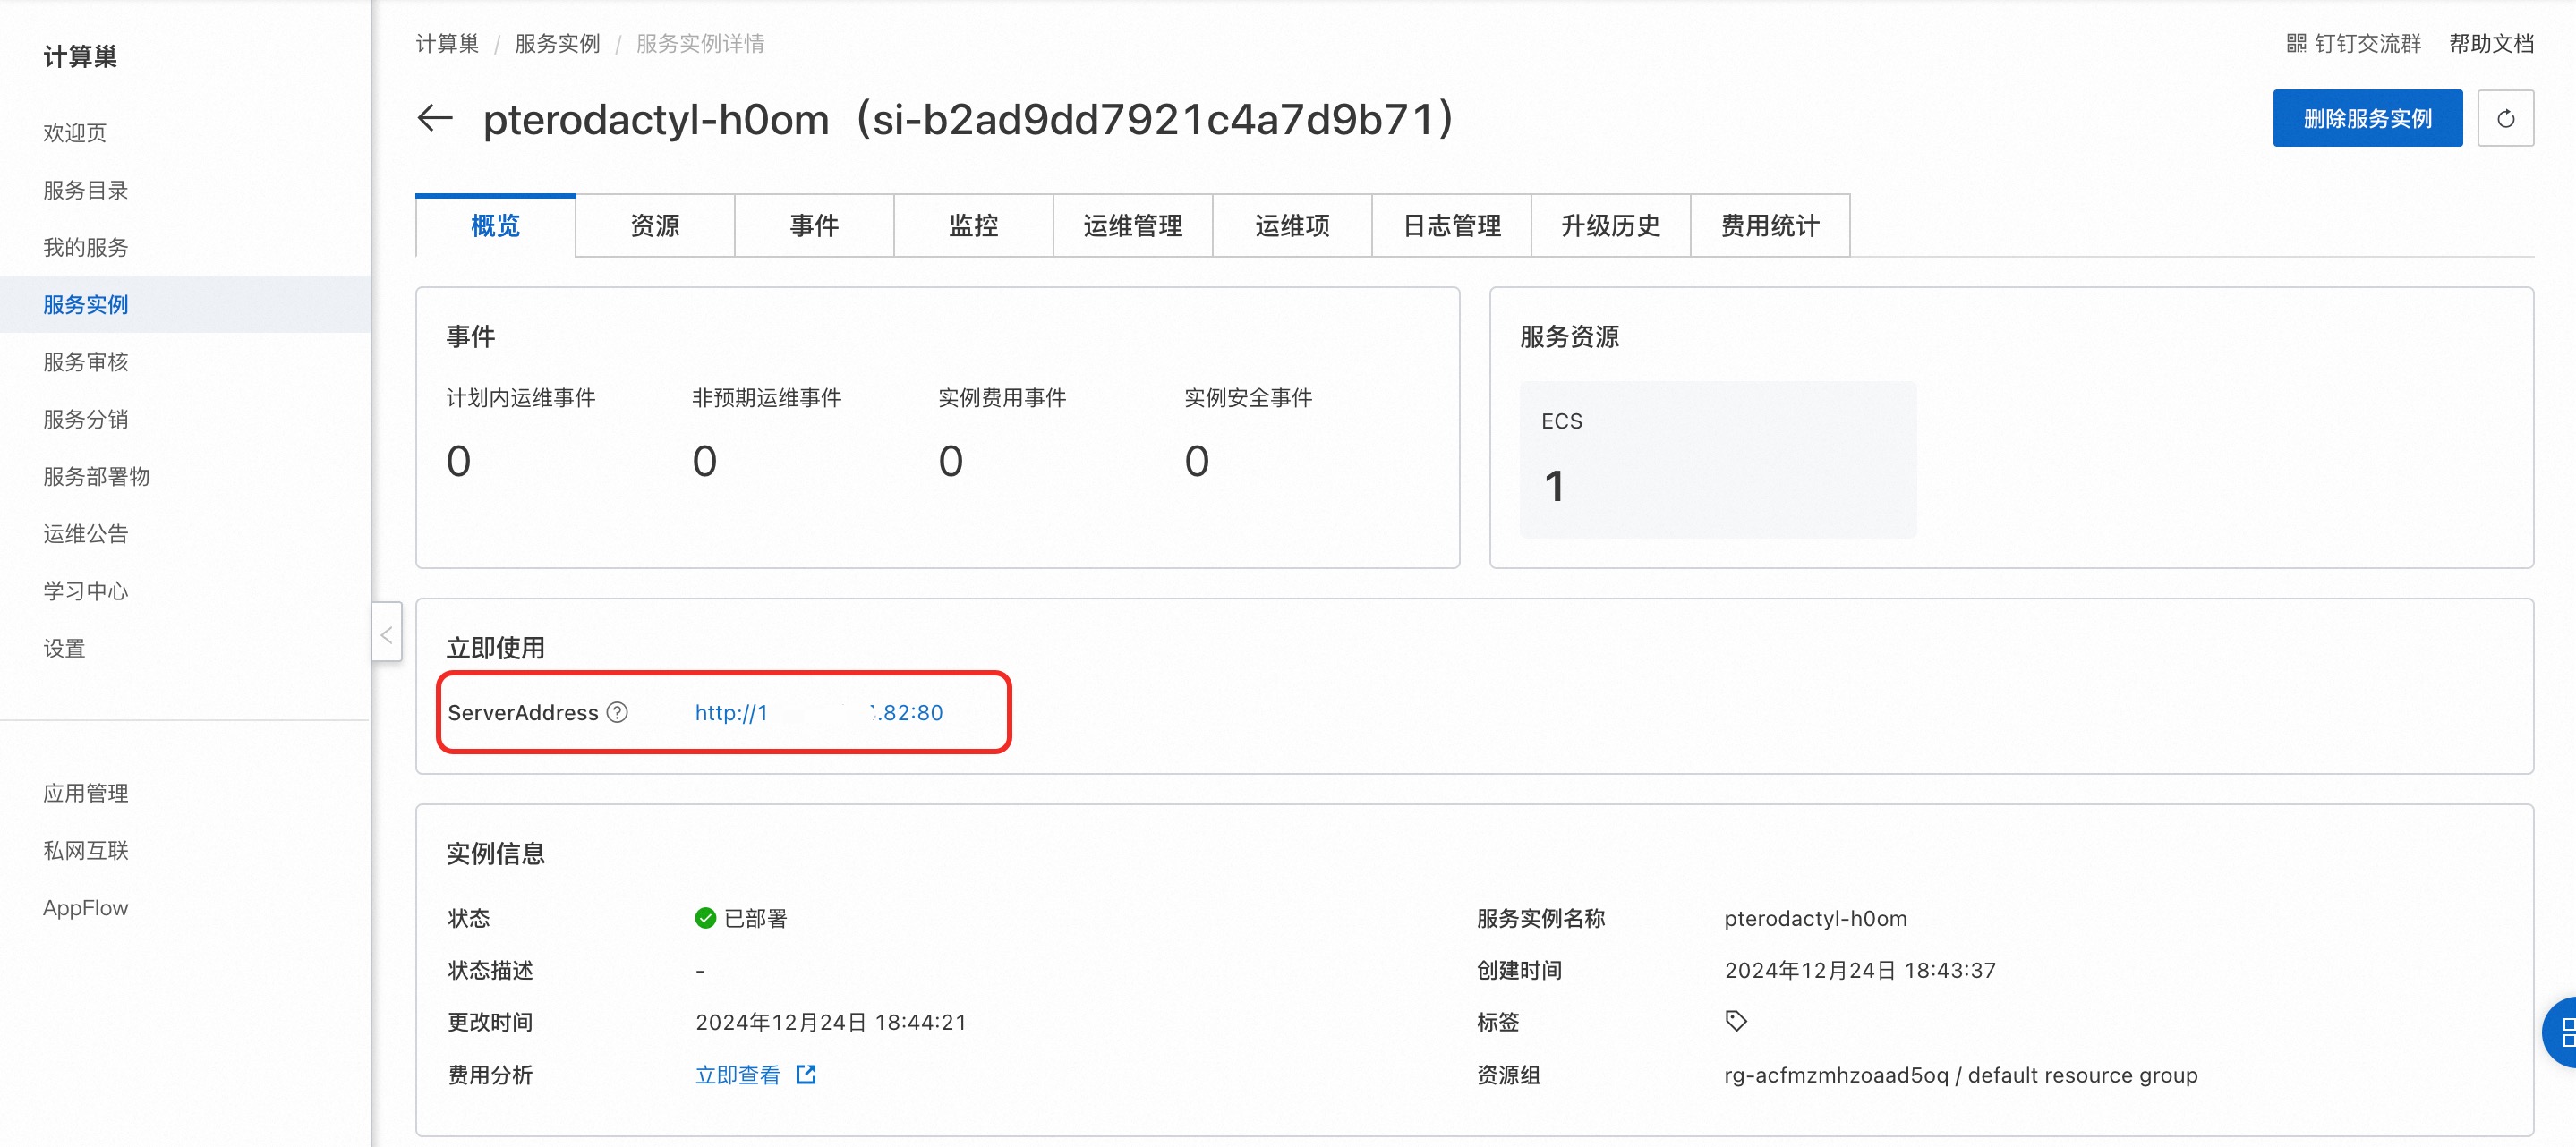 计算巢
欢迎页
服务目录
我的服务
服务实例
服务审核
服务分销
服务部署物
运维公告
学习中心
设置
应用管理
私网互联
AppFlow
计算巢 / 服务实例 / 服务实例详情
钉钉交流群 帮助文档
pterodactyl-h0om（si-b2ad9dd7921c4a7d9b71）
删除服务实例
概览 资源 事件 监控 运维管理 运维项 日志管理 升级历史 费用统计
事件
计划内运维事件 非预期运维事件 实例费用事件 实例安全事件
0 0 0 0
服务资源
ECS
1
立即使用
ServerAddress http://1 .82:80
实例信息
状态 已部署
服务实例名称 pterodactyl-h0om
状态描述 -
创建时间 2024年12月24日 18:43:37
更改时间 2024年12月24日 18:44:21
标签
费用分析 立即查看
资源组 rg-acfmzmhzoaad5oq / default resource group